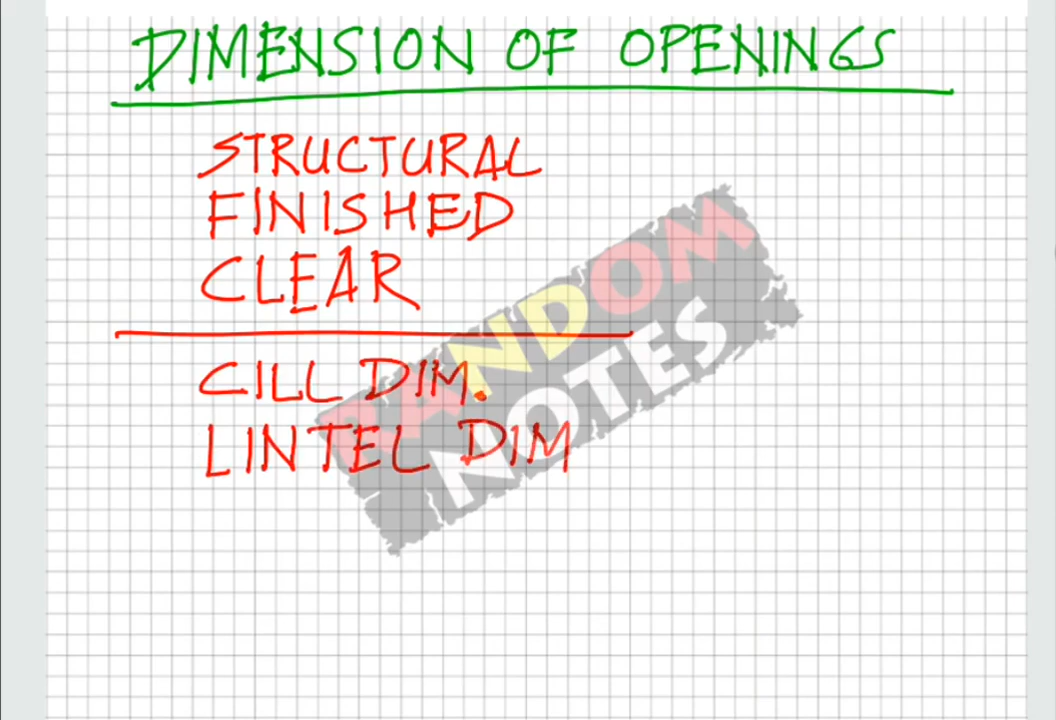 DIMENSION OF OPENINGS
STRUCTURAL
FINISHED
CLEAR
CILL DIM.
LINTEL DIM
RANDOM
NOTES